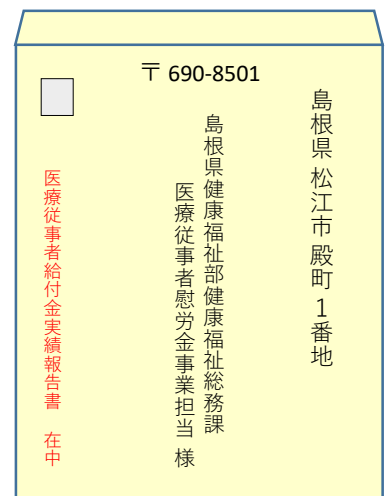 〒 690-8501
島根県 松江市 殿町 1番地
島根県健康福祉部健康福祉総務課
医療従事者慰労金事業担当 様
医療従事者給付金実績報告書 在中